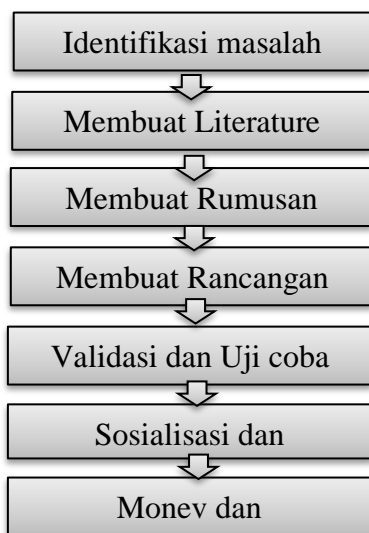 Identifikasi masalah
Membuat Literature
Membuat Rumusan
Membuat Rancangan
Validasi dan Uji coba
Sosialisasi dan
Monev dan